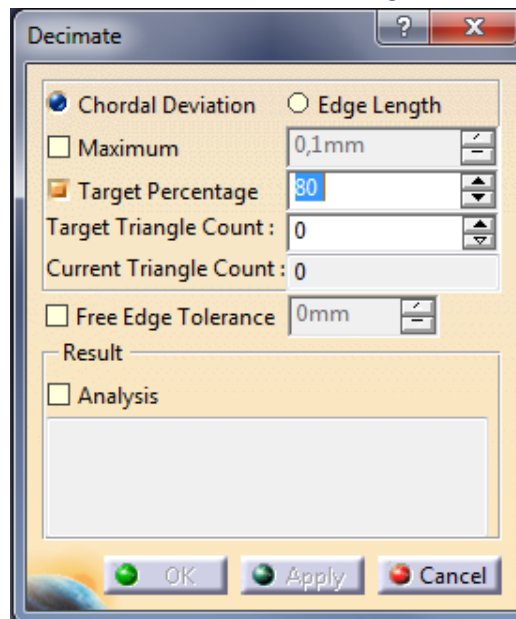 Decimate ? x
Chordal Deviation Edge Length
Maximum 0,1mm
Target Percentage 80
Target Triangle Count : 0
Current Triangle Count : 0
Free Edge Tolerance 0mm
Result
Analysis
OK Apply Cancel